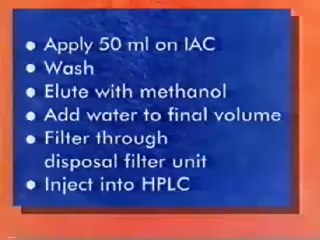 • Apply 50 ml on IAC
• Wash
• Elute with methanol
• Add water to final volume
• Filter through
disposal filter unit
• Inject into HPLC